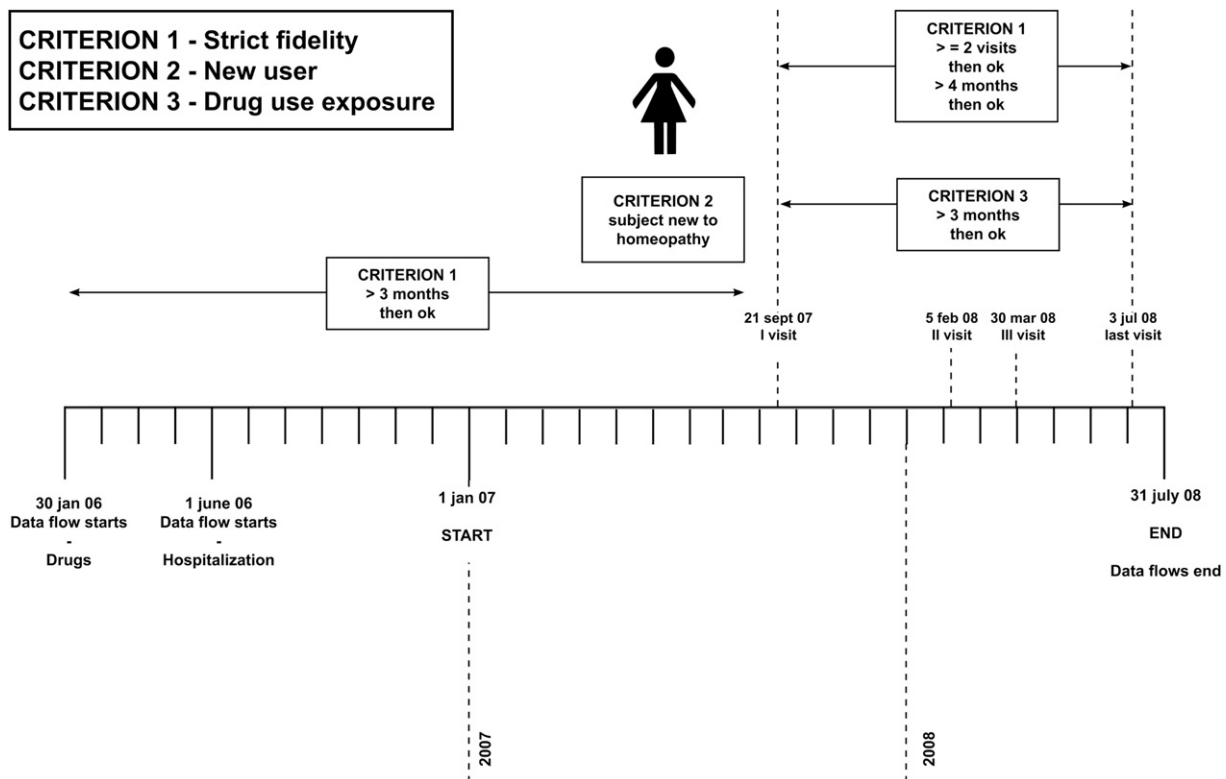 CRITERION 1 - Strict fidelity
CRITERION 2 - New user
CRITERION 3 - Drug use exposure
CRITERION 1
> = 2 visits
then ok
> 4 months
then ok
CRITERION 2
subject new to
homeopathy
CRITERION 3
> 3 months
then ok
CRITERION 1
> 3 months
then ok
21 sept 07
I visit
5 feb 08
II visit
30 mar 08
III visit
3 jul 08
last visit
30 jan 06
Data flow starts
-
Drugs
1 june 06
Data flow starts
-
Hospitalization
1 jan 07
START
31 july 08
END
Data flows end
2007
2008